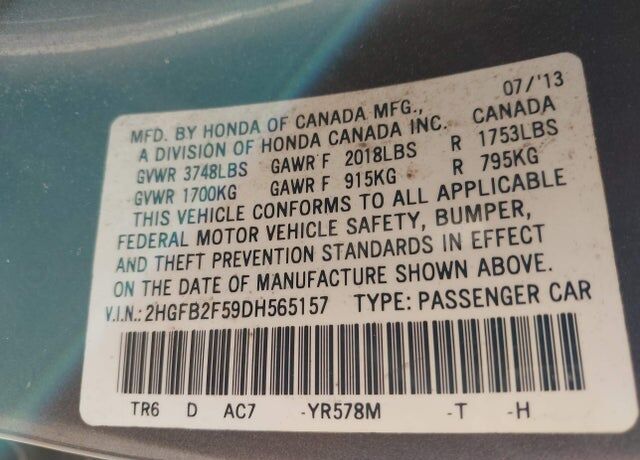 07/'13
MFD. BY HONDA OF CANADA MFG.,
A DIVISION OF HONDA CANADA INC. CANADA
GVWR 3748LBS GAWR F 2018LBS R 1753LBS
GVWR 1700KG GAWR F 915KG R 795KG
THIS VEHICLE CONFORMS TO ALL APPLICABLE
FEDERAL MOTOR VEHICLE SAFETY, BUMPER,
AND THEFT PREVENTION STANDARDS IN EFFECT
ON THE DATE OF MANUFACTURE SHOWN ABOVE.
V.I.N.: 2HGFB2F59DH565157 TYPE: PASSENGER CAR
TR6 D AC7 -YR578M -T -H